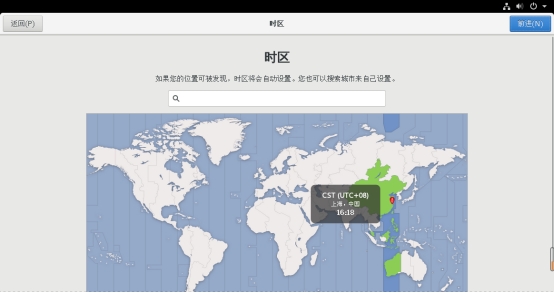 返回(P)
时区
前进(N)
时区
如果您的位置可被发现，时区将会自动设置。您也可以搜索城市来自己设置。
CST (UTC+08)
上海，中国
16:18